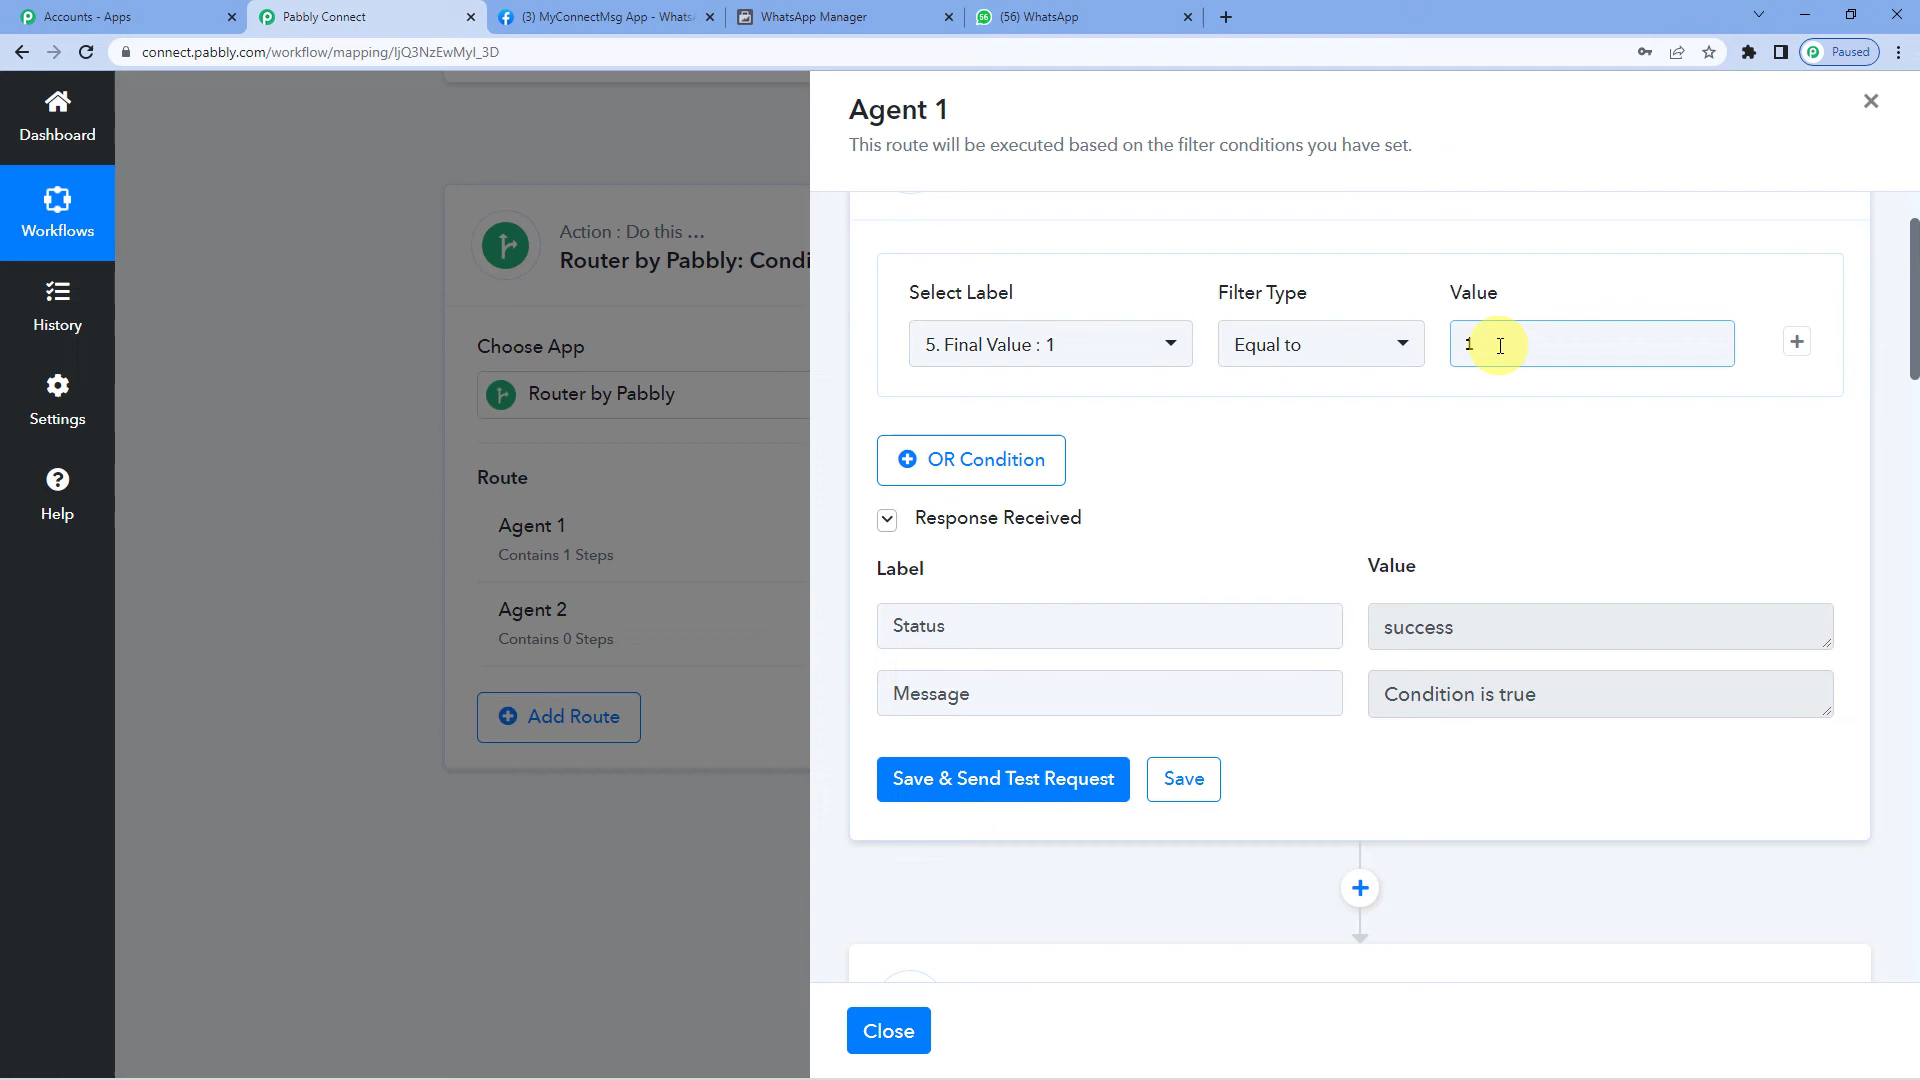 Accounts - Apps
Pabbly Connect
(3) MyConnectMsg App - Whats
WhatsApp Manager
56
(56) WhatsApp
connect.pabbly.com/workflow/mapping/IjQ3NzEwMyI_3D
Paused
Dashboard
Workflows
History
Settings
Help
Action : Do this ...
Router by Pabbly: Condi
Choose App
Router by Pabbly
Route
Agent 1
Contains 1 Steps
Agent 2
Contains 0 Steps
Add Route
Agent 1
This route will be executed based on the filter conditions you have set.
Select Label
Filter Type
Value
5. Final Value : 1
Equal to
1
OR Condition
Response Received
Label
Value
Status
success
Message
Condition is true
Save & Send Test Request
Save
Close